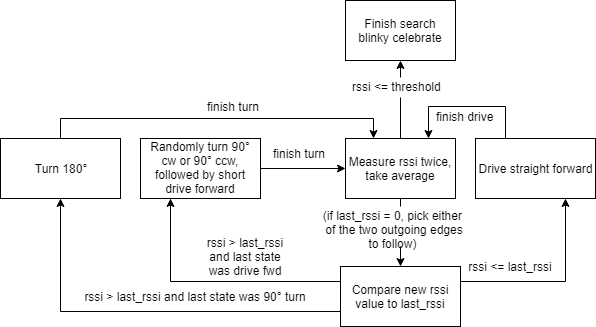 Finish search
blinky celebrate
rssi <= threshold
finish turn
finish drive
Turn 180°
Randomly turn 90°
cw or 90° ccw,
followed by short
drive forward
finish turn
Measure rssi twice,
take average
Drive straight forward
(if last_rssi = 0, pick either
of the two outgoing edges
to follow)
rssi > last_rssi
and last state
was drive fwd
rssi <= last_rssi
rssi > last_rssi and last state was 90° turn
Compare new rssi
value to last_rssi